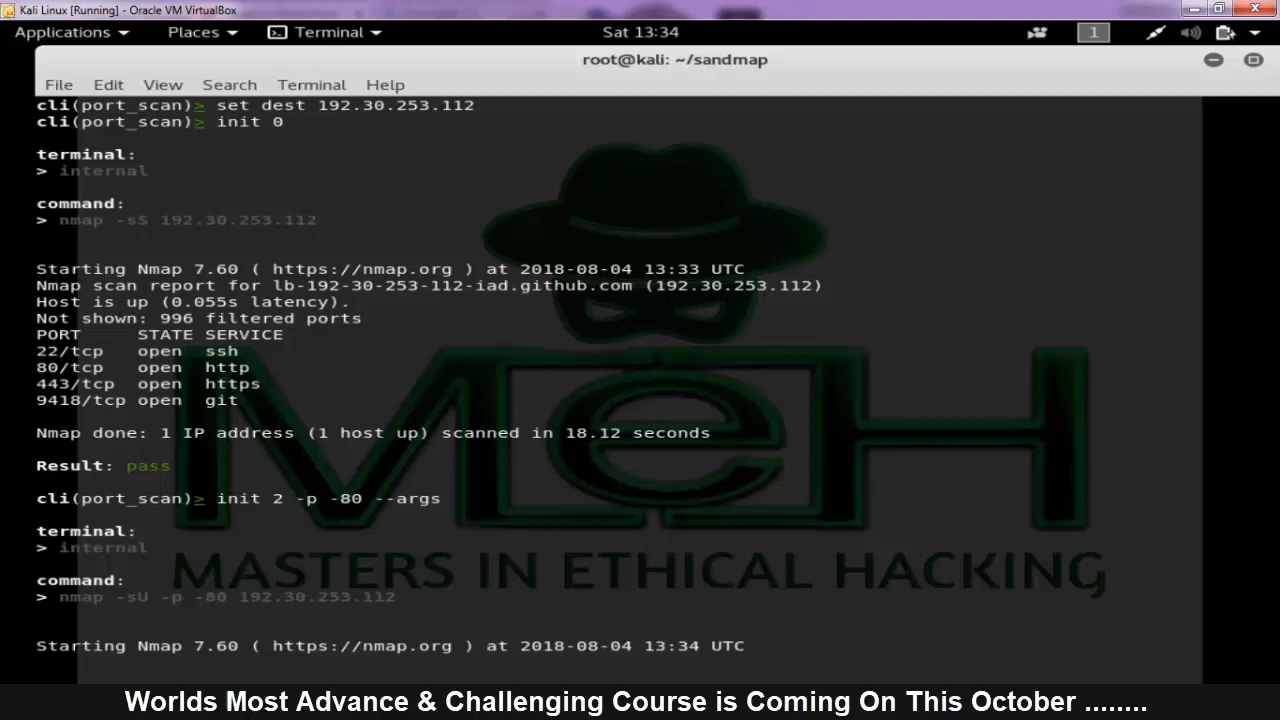 Kali Linux [Running] - Oracle VM VirtualBox
Applications Places Terminal Sat 13:34 1
root@kali: ~/sandmap
File Edit View Search Terminal Help
cli(port_scan)> set dest 192.30.253.112
cli(port_scan)> init 0
terminal:
> internal
command:
> nmap -sS 192.30.253.112
Starting Nmap 7.60 ( https://nmap.org ) at 2018-08-04 13:33 UTC
Nmap scan report for lb-192-30-253-112-iad.github.com (192.30.253.112)
Host is up (0.055s latency).
Not shown: 996 filtered ports
PORT STATE SERVICE
22/tcp open ssh
80/tcp open http
443/tcp open https
9418/tcp open git
Nmap done: 1 IP address (1 host up) scanned in 18.12 seconds
Result: pass
cli(port_scan)> init 2 -p -80 --args
terminal:
> internal
command:
> nmap -sU -p -80 192.30.253.112
Starting Nmap 7.60 ( https://nmap.org ) at 2018-08-04 13:34 UTC
MeH
MASTERS IN ETHICAL HACKING
Worlds Most Advance & Challenging Course is Coming On This October ........